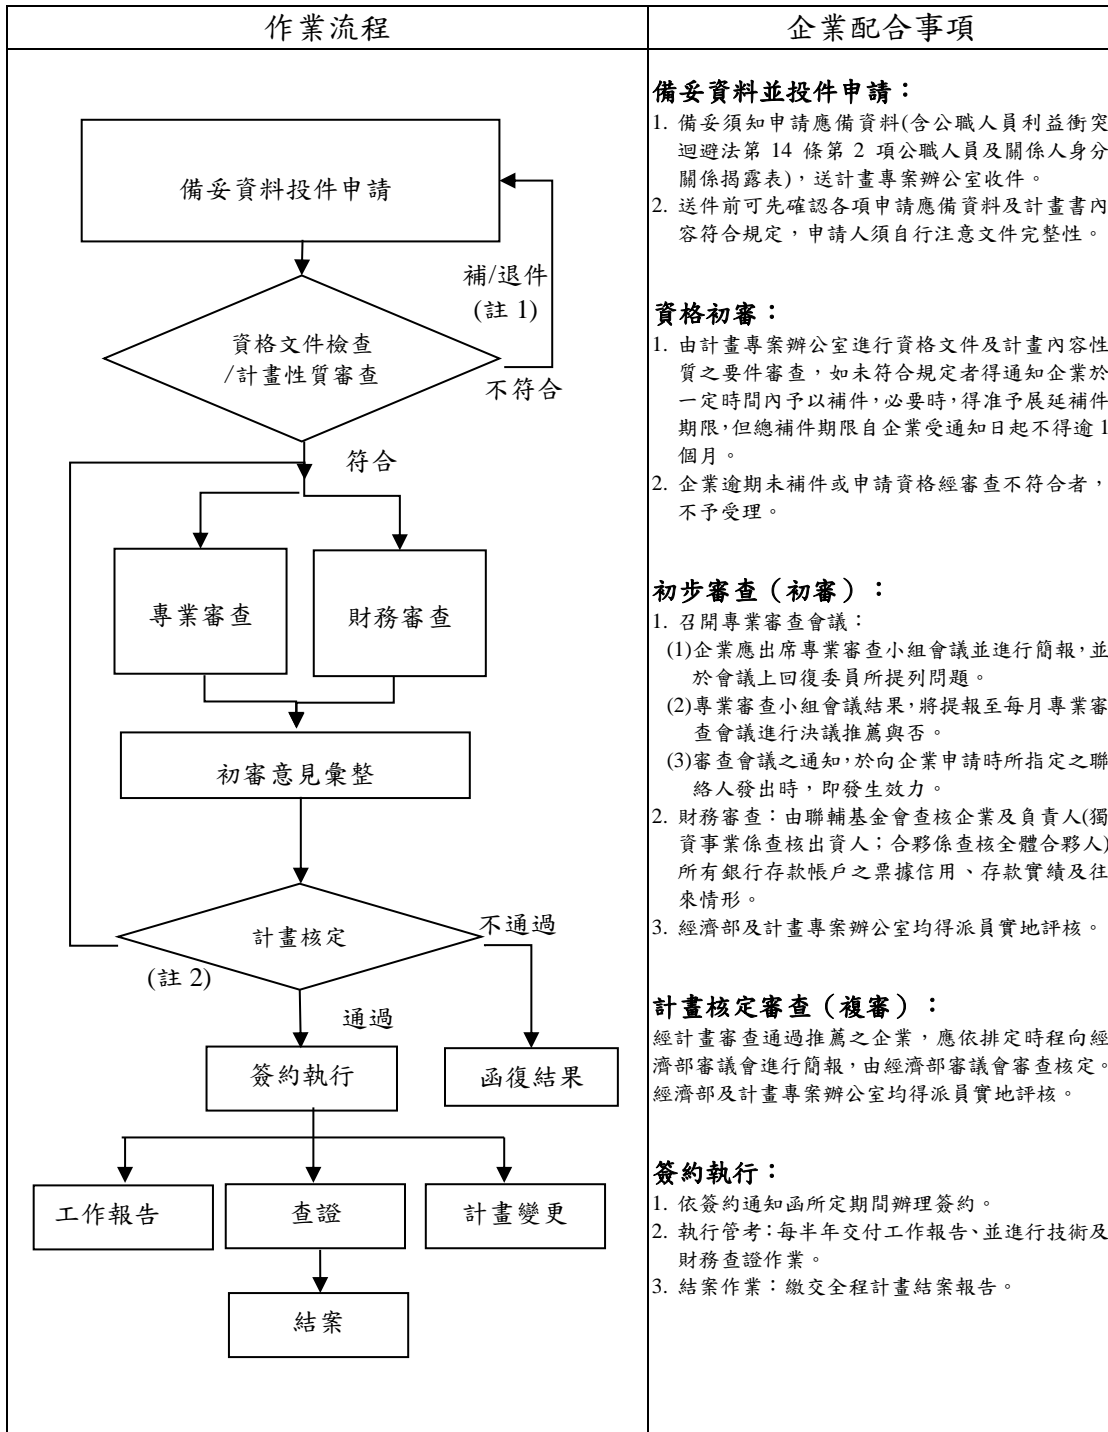 作業流程
企業配合事項
備妥資料投件申請
補/退件
(註 1)
資格文件檢查
/計畫性質審查
不符合
符合
專業審查
財務審查
初審意見彙整
計畫核定
不通過
(註 2)
通過
簽約執行
函復結果
工作報告
查證
計畫變更
結案
備妥資料並投件申請：
1. 備妥須知申請應備資料(含公職人員利益衝突
迴避法第 14 條第 2 項公職人員及關係人身分
關係揭露表)，送計畫專案辦公室收件。
2. 送件前可先確認各項申請應備資料及計畫書內
容符合規定，申請人須自行注意文件完整性。
資格初審：
1. 由計畫專案辦公室進行資格文件及計畫內容性
質之要件審查，如未符合規定者得通知企業於
一定時間內予以補件，必要時，得准予展延補件
期限，但總補件期限自企業受通知日起不得逾 1
個月。
2. 企業逾期未補件或申請資格經審查不符合者，
不予受理。
初步審查（初審）：
1. 召開專業審查會議：
(1)企業應出席專業審查小組會議並進行簡報，並
於會議上回復委員所提列問題。
(2)專業審查小組會議結果，將提報至每月專業審
查會議進行決議推薦與否。
(3)審查會議之通知，於向企業申請時所指定之聯
絡人發出時，即發生效力。
2. 財務審查：由聯輔基金會查核企業及負責人(獨
資事業係查核出資人；合夥係查核全體合夥人)
所有銀行存款帳戶之票據信用、存款實績及往
來情形。
3. 經濟部及計畫專案辦公室均得派員實地評核。
計畫核定審查（複審）：
經計畫審查通過推薦之企業，應依排定時程向經
濟部審議會進行簡報，由經濟部審議會審查核定。
經濟部及計畫專案辦公室均得派員實地評核。
簽約執行：
1. 依簽約通知函所定期間辦理簽約。
2. 執行管考：每半年交付工作報告、並進行技術及
財務查證作業。
3. 結案作業：繳交全程計畫結案報告。